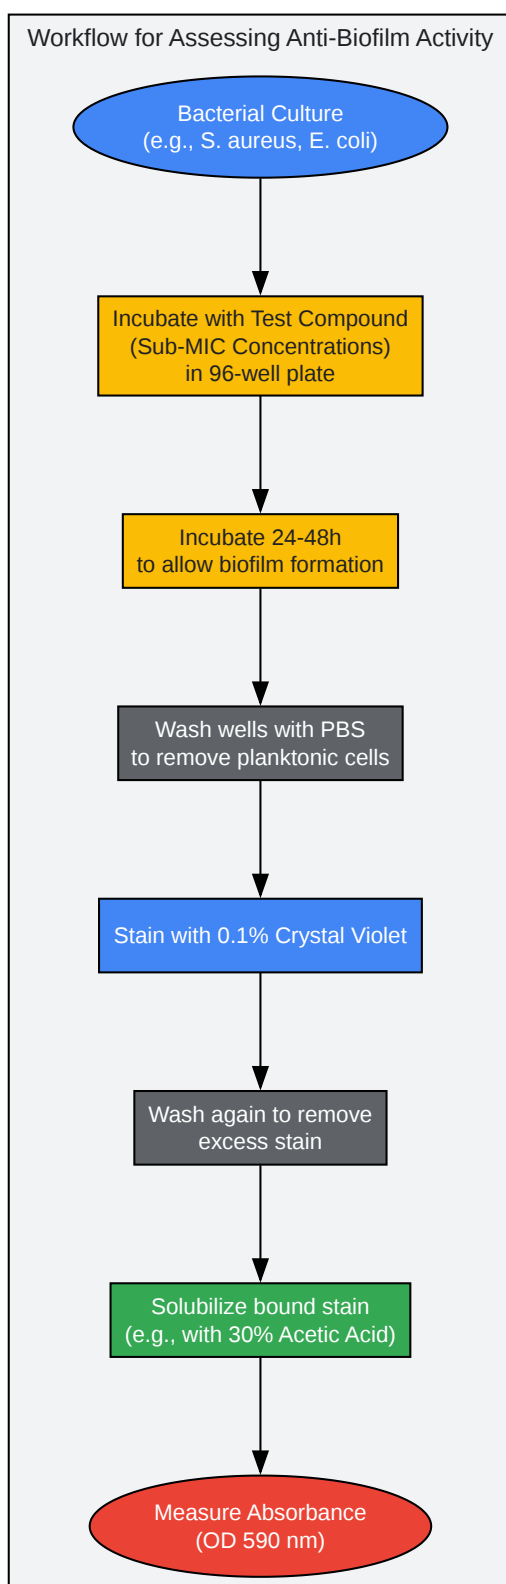 Workflow for Assessing Anti-Biofilm Activity
Bacterial Culture
(e.g., S. aureus, E. coli)
Incubate with Test Compound
(Sub-MIC Concentrations)
in 96-well plate
Incubate 24-48h
to allow biofilm formation
Wash wells with PBS
to remove planktonic cells
Stain with 0.1% Crystal Violet
Wash again to remove
excess stain
Solubilize bound stain
(e.g., with 30% Acetic Acid)
Measure Absorbance
(OD 590 nm)